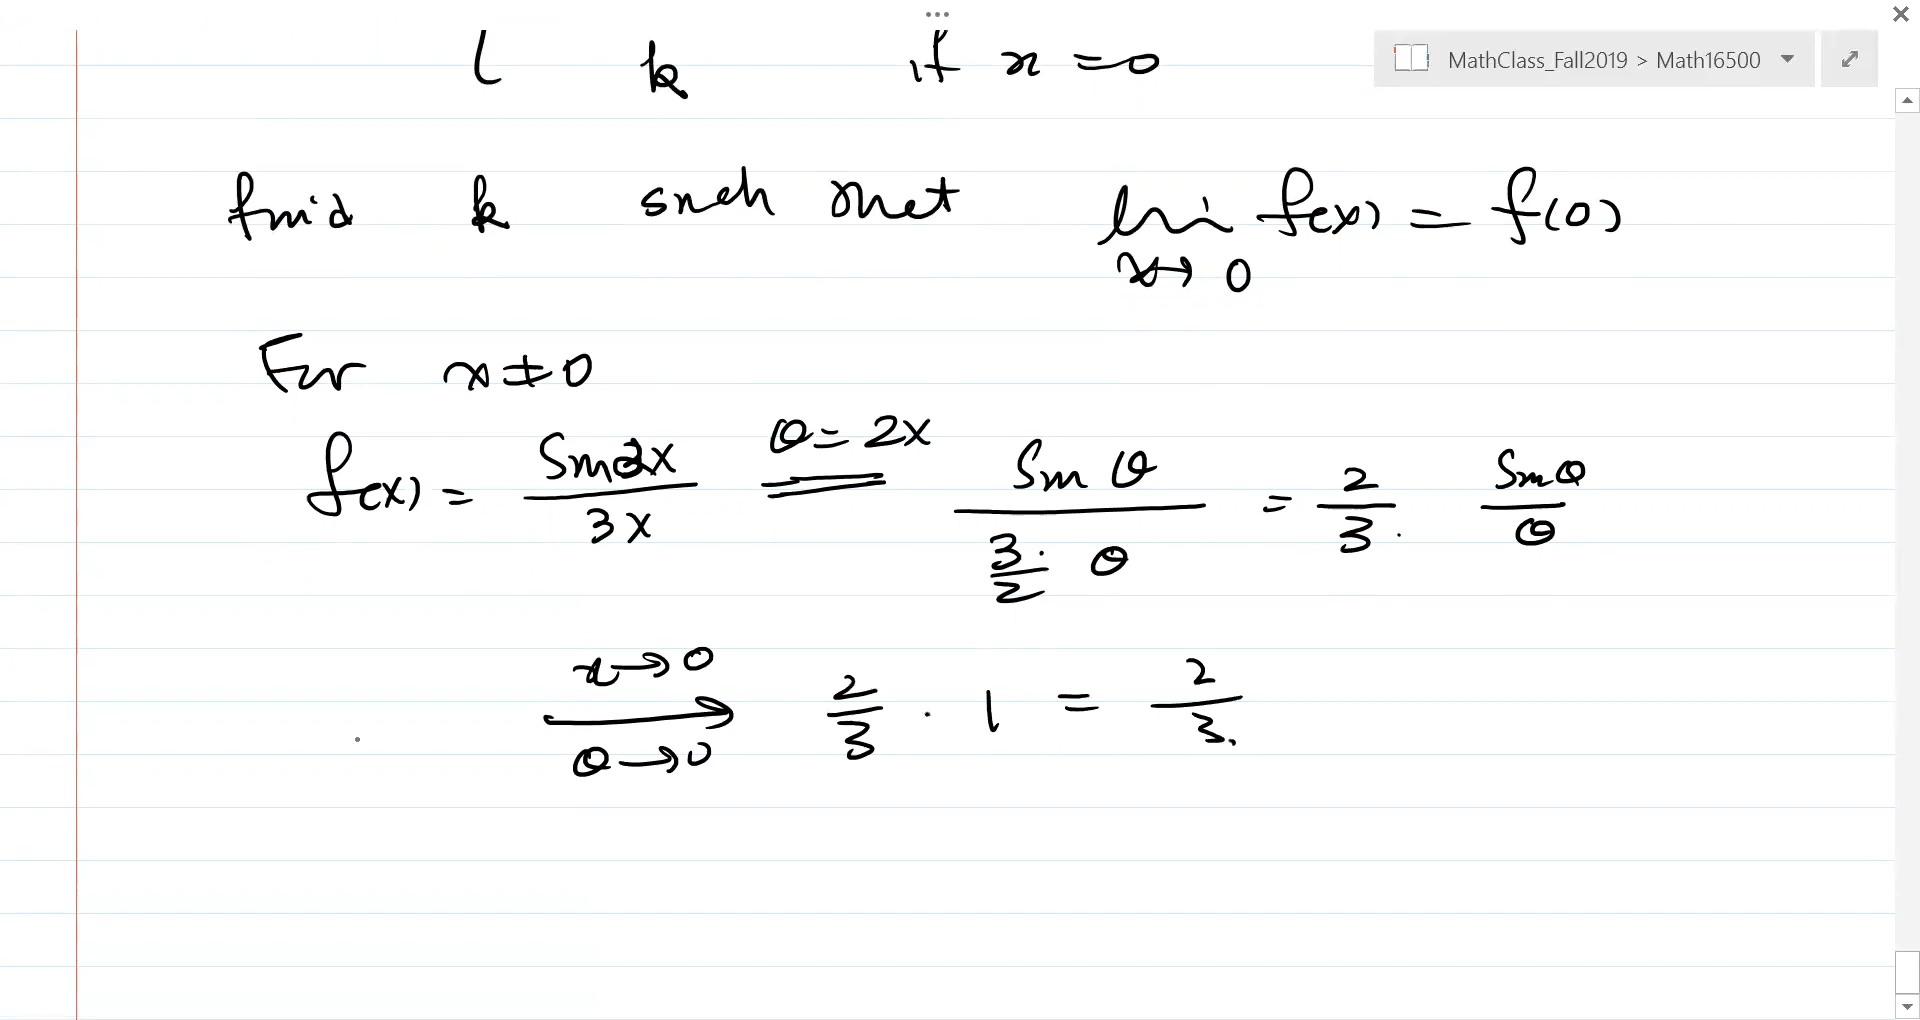 MathClass_Fall2019 > Math16500
{ k if x = 0
find k such that lim f(x) = f(0)
x → 0
For x ≠ 0
f(x) = Sin2x / 3x = (θ = 2x) Sin θ / (3/2 · θ) = 2/3 · Sin θ / θ
x → 0
→ 2/3 · 1 = 2/3.
θ → 0